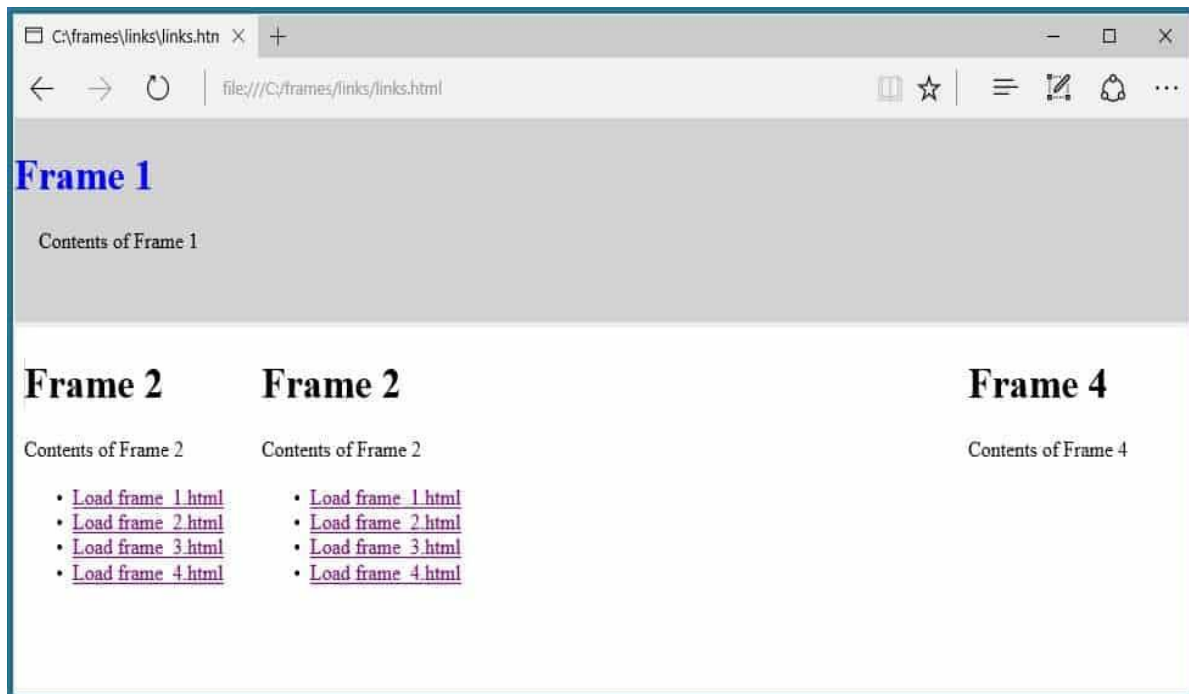 C:\frames\links\links.htn
file:///C:/frames/links/links.html
Frame 1
Contents of Frame 1
Frame 2
Contents of Frame 2
Load frame_1.html
Load frame_2.html
Load frame_3.html
Load frame_4.html
Frame 2
Contents of Frame 2
Load frame_1.html
Load frame_2.html
Load frame_3.html
Load frame_4.html
Frame 4
Contents of Frame 4